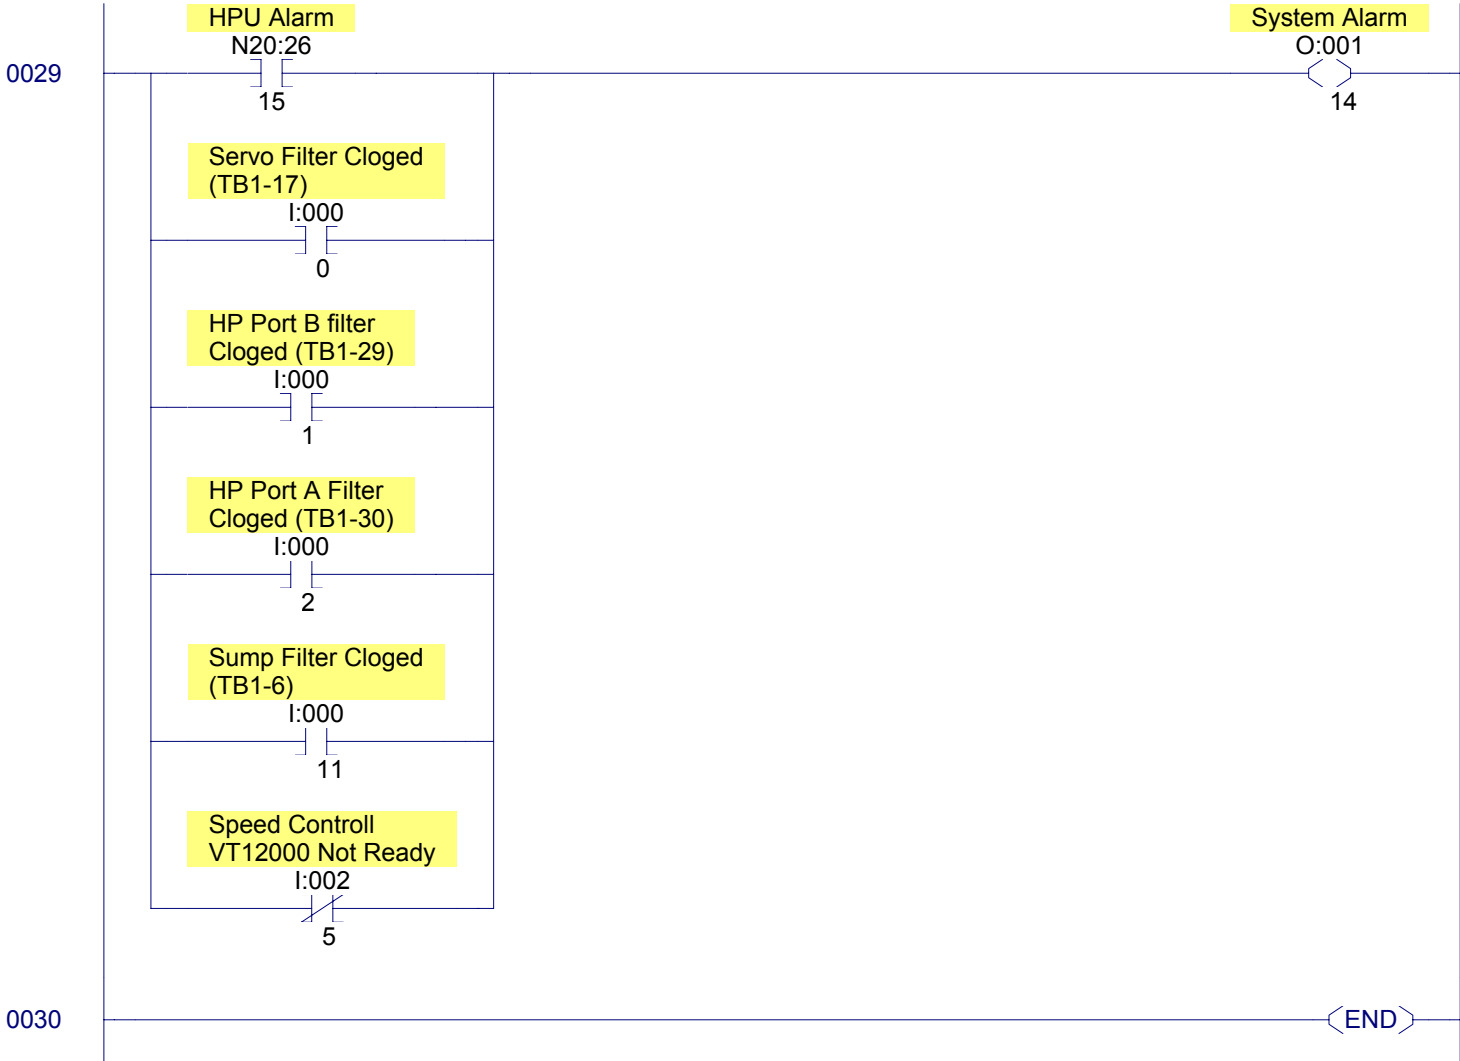 HPU Alarm
System Alarm
N20:26
O:001
0029
15
14
Servo Filter Cloged
(TB1-17)
I:000
0
HP Port B filter
Cloged (TB1-29)
I:000
1
HP Port A Filter
Cloged (TB1-30)
I:000
2
Sump Filter Cloged
(TB1-6)
I:000
11
Speed Controll
VT12000 Not Ready
I:002
5
0030
END